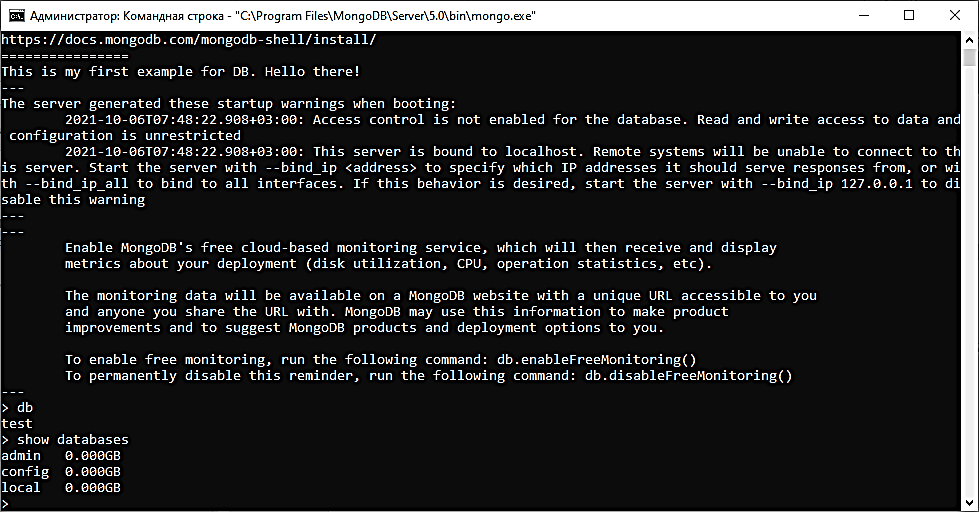 Администратор: Командная строка - "C:\Program Files\MongoDB\Server\5.0\bin\mongo.exe"
https://docs.mongodb.com/mongodb-shell/install/
================
This is my first example for DB. Hello there!
---
The server generated these startup warnings when booting:
        2021-10-06T07:48:22.908+03:00: Access control is not enabled for the database. Read and write access to data and
 configuration is unrestricted
        2021-10-06T07:48:22.908+03:00: This server is bound to localhost. Remote systems will be unable to connect to th
is server. Start the server with --bind_ip <address> to specify which IP addresses it should serve responses from, or wi
th --bind_ip_all to bind to all interfaces. If this behavior is desired, start the server with --bind_ip 127.0.0.1 to di
sable this warning
---
---
        Enable MongoDB's free cloud-based monitoring service, which will then receive and display
        metrics about your deployment (disk utilization, CPU, operation statistics, etc).

        The monitoring data will be available on a MongoDB website with a unique URL accessible to you
        and anyone you share the URL with. MongoDB may use this information to make product
        improvements and to suggest MongoDB products and deployment options to you.

        To enable free monitoring, run the following command: db.enableFreeMonitoring()
        To permanently disable this reminder, run the following command: db.disableFreeMonitoring()
---
> db
test
> show databases
admin   0.000GB
config  0.000GB
local   0.000GB
>